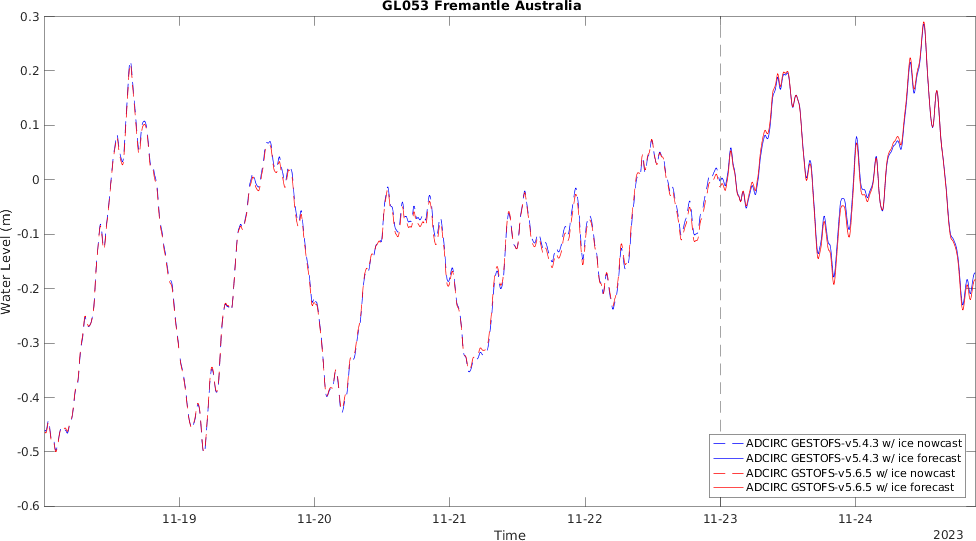 GL053 Fremantle Australia
0.3
0.2
0.1
0
-0.1
-0.2
-0.3
-0.4
-0.5
-0.6
Water Level (m)
ADCIRC GESTOFS-v5.4.3 w/ ice nowcast
ADCIRC GESTOFS-v5.4.3 w/ ice forecast
ADCIRC GSTOFS-v5.6.5 w/ ice nowcast
ADCIRC GSTOFS-v5.6.5 w/ ice forecast
11-19 11-20 11-21 11-22 11-23 11-24
Time
2023